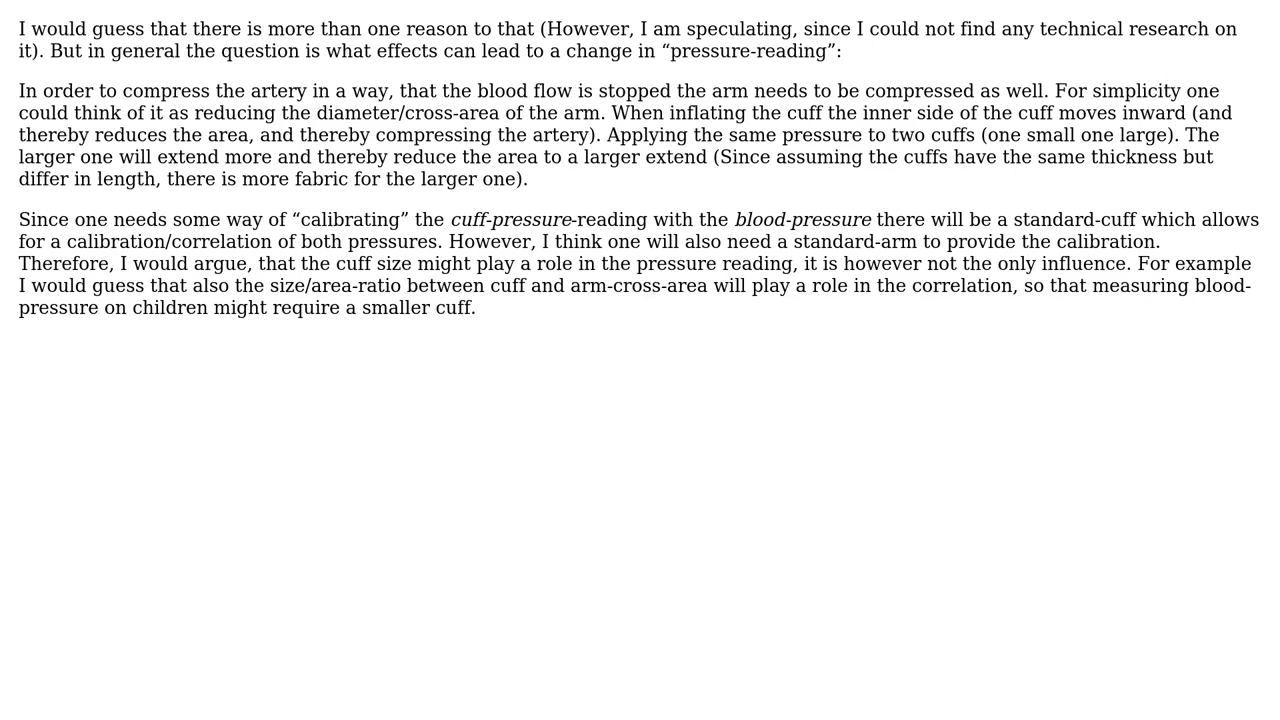 I would guess that there is more than one reason to that (However, I am speculating, since I could not find any technical research on
it). But in general the question is what effects can lead to a change in “pressure-reading”:
In order to compress the artery in a way, that the blood flow is stopped the arm needs to be compressed as well. For simplicity one
could think of it as reducing the diameter/cross-area of the arm. When inflating the cuff the inner side of the cuff moves inward (and
thereby reduces the area, and thereby compressing the artery). Applying the same pressure to two cuffs (one small one large). The
larger one will extend more and thereby reduce the area to a larger extend (Since assuming the cuffs have the same thickness but
differ in length, there is more fabric for the larger one).
Since one needs some way of “calibrating” the cuff-pressure-reading with the blood-pressure there will be a standard-cuff which allows
for a calibration/correlation of both pressures. However, I think one will also need a standard-arm to provide the calibration.
Therefore, I would argue, that the cuff size might play a role in the pressure reading, it is however not the only influence. For example
I would guess that also the size/area-ratio between cuff and arm-cross-area will play a role in the correlation, so that measuring blood-
pressure on children might require a smaller cuff.